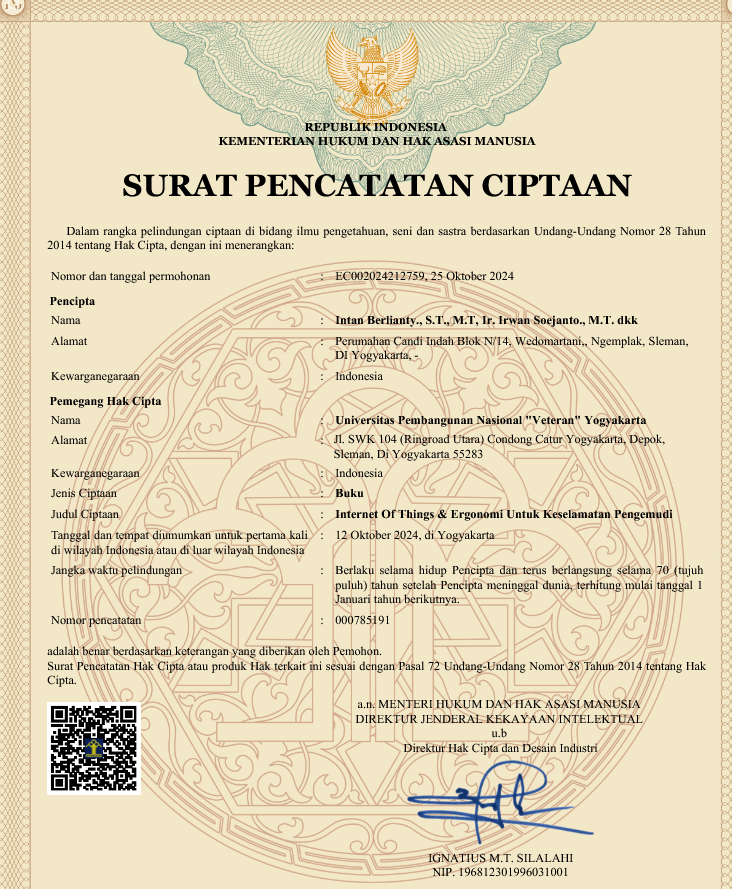 REPUBLIK INDONESIA
KEMENTERIAN HUKUM DAN HAK ASASI MANUSIA
SURAT PENCATATAN CIPTAAN
Dalam rangka pelindungan ciptaan di bidang ilmu pengetahuan, seni dan sastra berdasarkan Undang-Undang Nomor 28 Tahun
2014 tentang Hak Cipta, dengan ini menerangkan:
Nomor dan tanggal permohonan : EC002024212759, 25 Oktober 2024
Pencipta
Nama : Intan Berlianty., S.T., M.T, Ir. Irwan Soejanto., M.T. dkk
Alamat : Perumahan Candi Indah Blok N/14, Wedomartani,, Ngemplak, Sleman,
DI Yogyakarta, -
Kewarganegaraan : Indonesia
Pemegang Hak Cipta
Nama : Universitas Pembangunan Nasional "Veteran" Yogyakarta
Alamat : Jl. SWK 104 (Ringroad Utara) Condong Catur Yogyakarta, Depok,
Sleman, Di Yogyakarta 55283
Kewarganegaraan : Indonesia
Jenis Ciptaan : Buku
Judul Ciptaan : Internet Of Things & Ergonomi Untuk Keselamatan Pengemudi
Tanggal dan tempat diumumkan untuk pertama kali : 12 Oktober 2024, di Yogyakarta
di wilayah Indonesia atau di luar wilayah Indonesia
Jangka waktu pelindungan : Berlaku selama hidup Pencipta dan terus berlangsung selama 70 (tujuh
puluh) tahun setelah Pencipta meninggal dunia, terhitung mulai tanggal 1
Januari tahun berikutnya.
Nomor pencatatan : 000785191
adalah benar berdasarkan keterangan yang diberikan oleh Pemohon.
Surat Pencatatan Hak Cipta atau produk Hak terkait ini sesuai dengan Pasal 72 Undang-Undang Nomor 28 Tahun 2014 tentang Hak
Cipta.
a.n. MENTERI HUKUM DAN HAK ASASI MANUSIA
DIREKTUR JENDERAL KEKAYAAN INTELEKTUAL
u.b
Direktur Hak Cipta dan Desain Industri
IGNATIUS M.T. SILALAHI
NIP. 196812301996031001